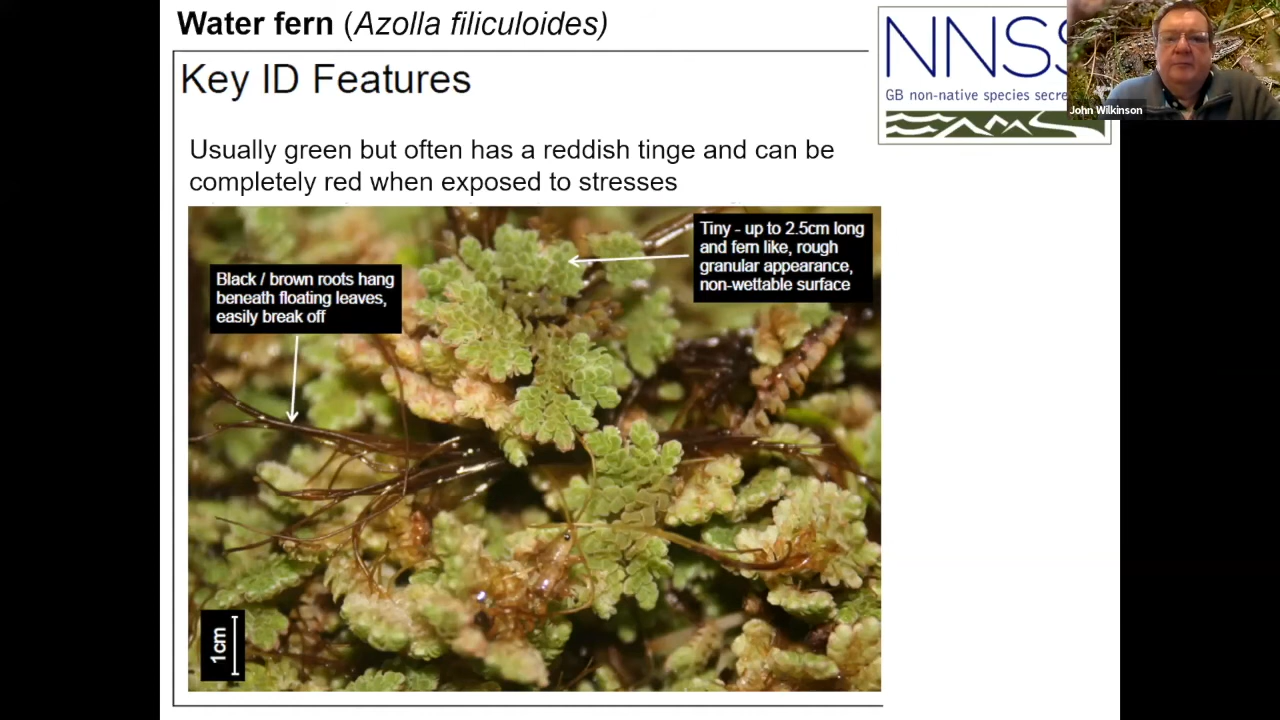 Water fern (Azolla filiculoides)
Key ID Features
NNSS
GB non-native species secre
John Wilkinson
Usually green but often has a reddish tinge and can be
completely red when exposed to stresses
Tiny - up to 2.5cm long
and fern like, rough
granular appearance,
non-wettable surface
Black / brown roots hang
beneath floating leaves,
easily break off
1cm